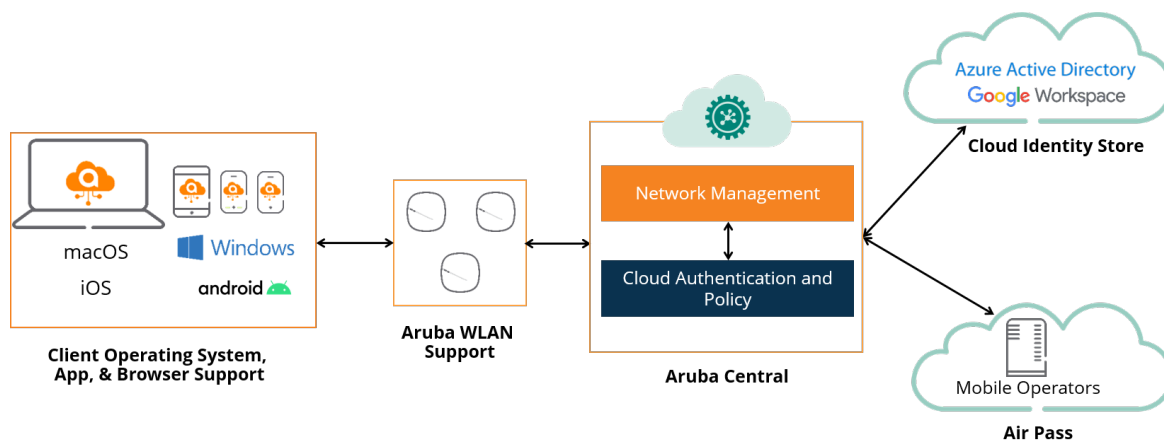 macOS
Windows
iOS
android
Client Operating System,
App, & Browser Support
Aruba WLAN
Support
Network Management
Cloud Authentication and
Policy
Aruba Central
Azure Active Directory
Google Workspace
Cloud Identity Store
Mobile Operators
Air Pass